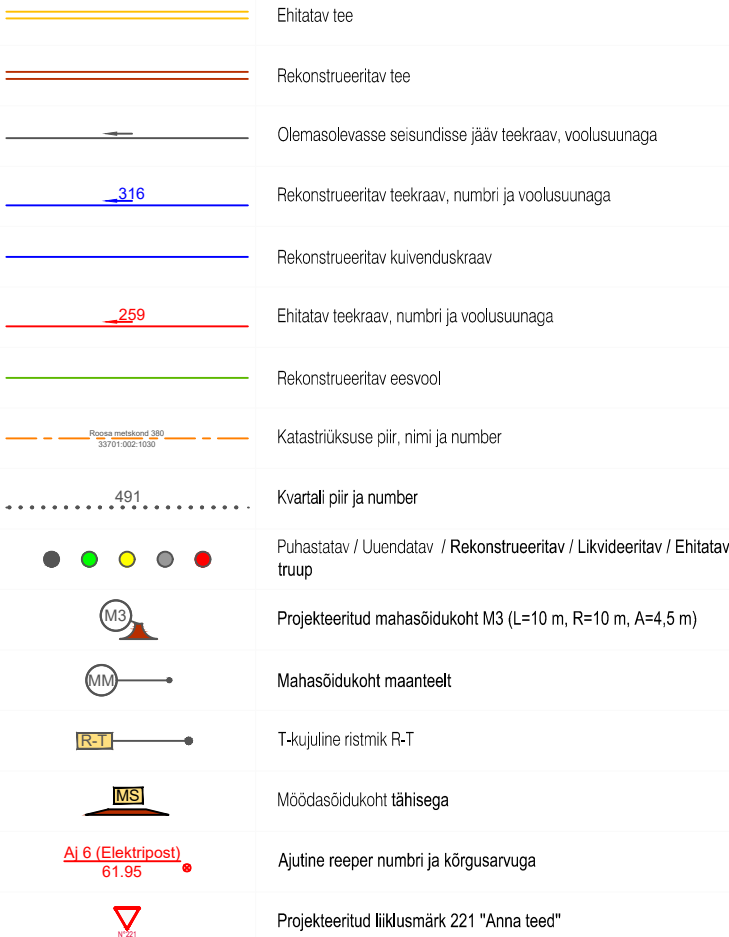 Ehitatav tee
Rekonstrueeritav tee
Olemasolevasse seisundisse jääv teekraav, voolusuunaga
316
Rekonstrueeritav teekraav, numbri ja voolusuunaga
Rekonstrueeritav kuivenduskraav
259
Ehitatav teekraav, numbri ja voolusuunaga
Rekonstrueeritav eesvool
Roosa metskond 380
33701:002:1030
Katastriüksuse piir, nimi ja number
491
Kvartali piir ja number
Puhastatav / Uuendatav / Rekonstrueeritav / Likvideeritav / Ehitatav
truup
M3
Projekteeritud mahasõidukoht M3 (L=10 m, R=10 m, A=4,5 m)
MM
Mahasõidukoht maanteelt
R-T
T-kujuline ristmik R-T
MS
Möödasõidukoht tähisega
Aj 6 (Elektripost)
61.95
Ajutine reeper numbri ja kõrgusarvuga
N°221
Projekteeritud liiklusmärk 221 "Anna teed"